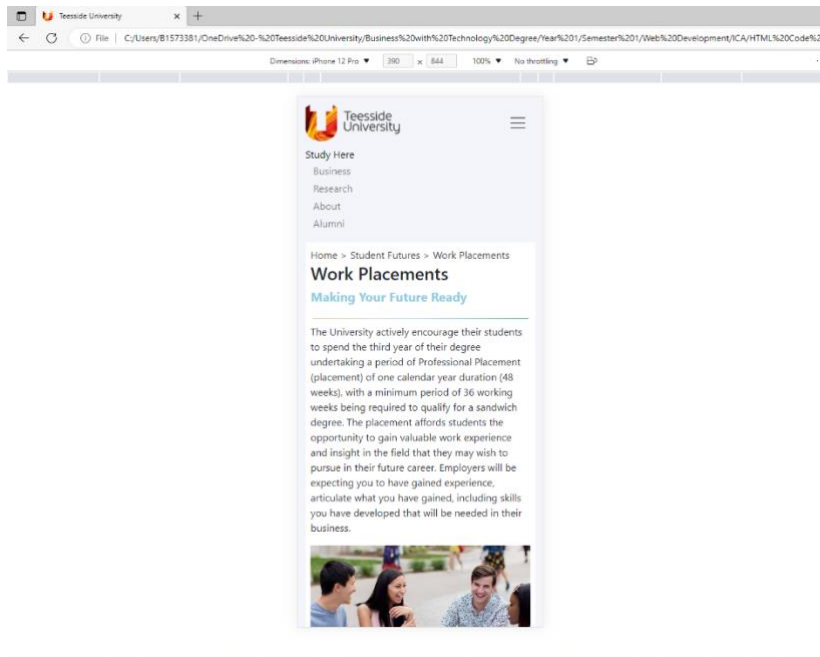 Teesside University
File C:/Users/B1573381/OneDrive%20-%20Teesside%20University/Business%20with%20Technology%20Degree/Year%201/Semester%201/Web%20Development/ICA/HTML%20Code%2
Dimensions: iPhone 12 Pro 390 x 844 100% No throttling
Teesside
University
Study Here
Business
Research
About
Alumni
Home > Student Futures > Work Placements
Work Placements
Making Your Future Ready
The University actively encourage their students
to spend the third year of their degree
undertaking a period of Professional Placement
(placement) of one calendar year duration (48
weeks), with a minimum period of 36 working
weeks being required to qualify for a sandwich
degree. The placement affords students the
opportunity to gain valuable work experience
and insight in the field that they may wish to
pursue in their future career. Employers will be
expecting you to have gained experience,
articulate what you have gained, including skills
you have developed that will be needed in their
business.